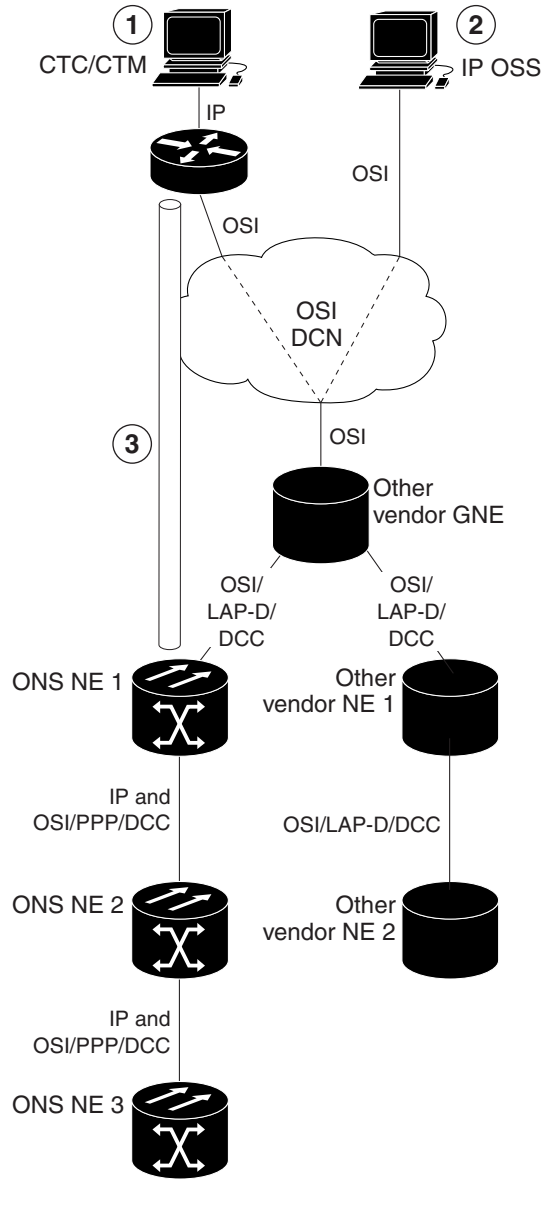 1
2
CTC/CTM
IP OSS
IP
OSI
OSI
OSI
DCN
3
OSI
Other
vendor GNE
OSI/
LAP-D/
DCC
OSI/
LAP-D/
DCC
ONS NE 1
Other
vendor NE 1
IP and
OSI/PPP/DCC
OSI/LAP-D/DCC
ONS NE 2
Other
vendor NE 2
IP and
OSI/PPP/DCC
ONS NE 3